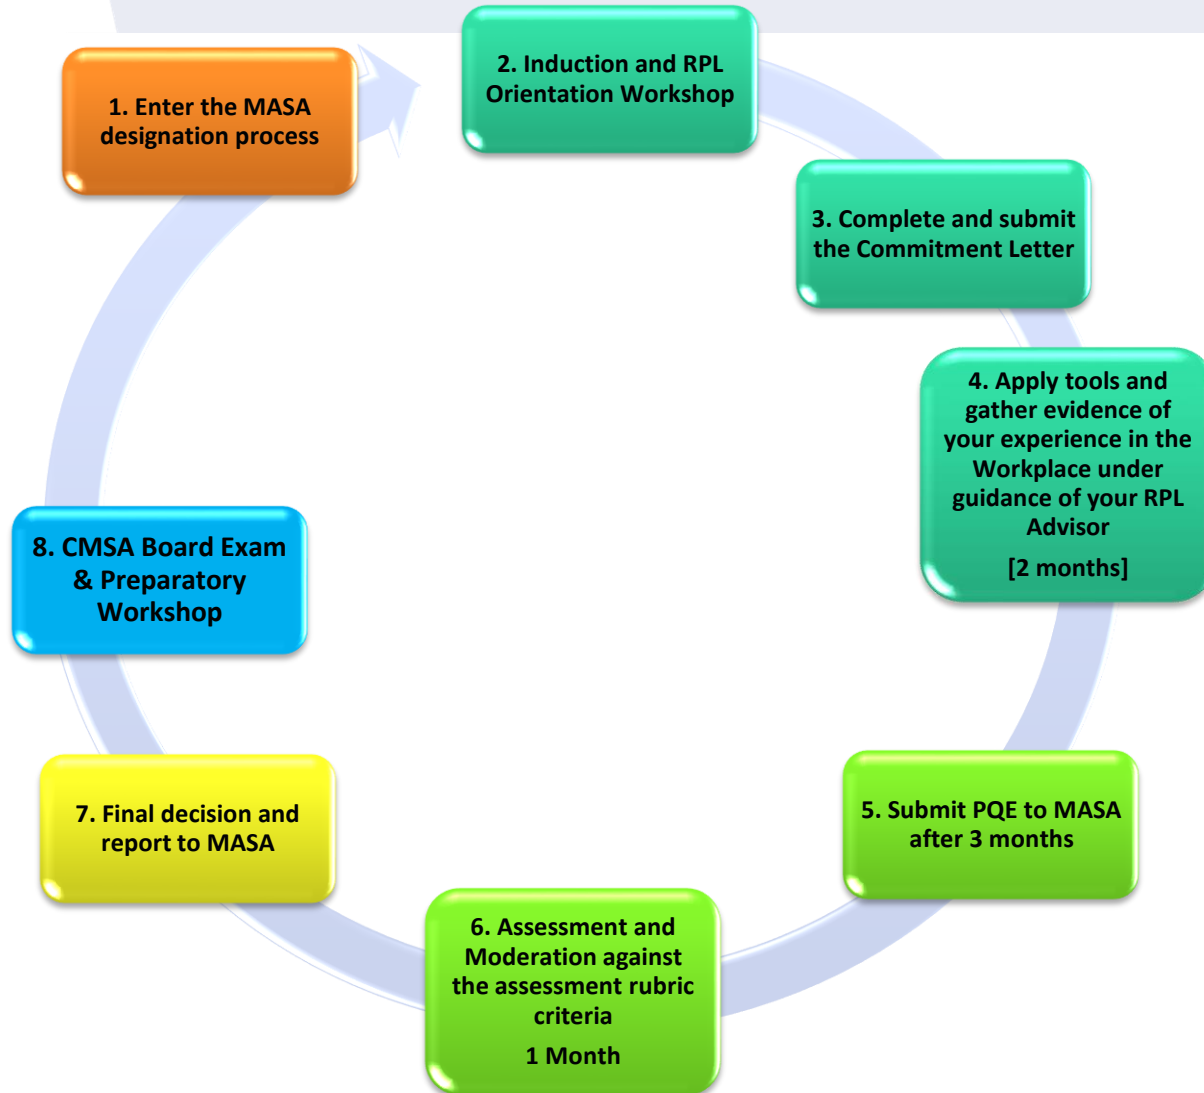 1. Enter the MASA
designation process
2. Induction and RPL
Orientation Workshop
3. Complete and submit
the Commitment Letter
4. Apply tools and
gather evidence of
your experience in the
Workplace under
guidance of your RPL
Advisor
[2 months]
5. Submit PQE to MASA
after 3 months
6. Assessment and
Moderation against
the assessment rubric
criteria
1 Month
7. Final decision and
report to MASA
8. CMSA Board Exam
& Preparatory
Workshop